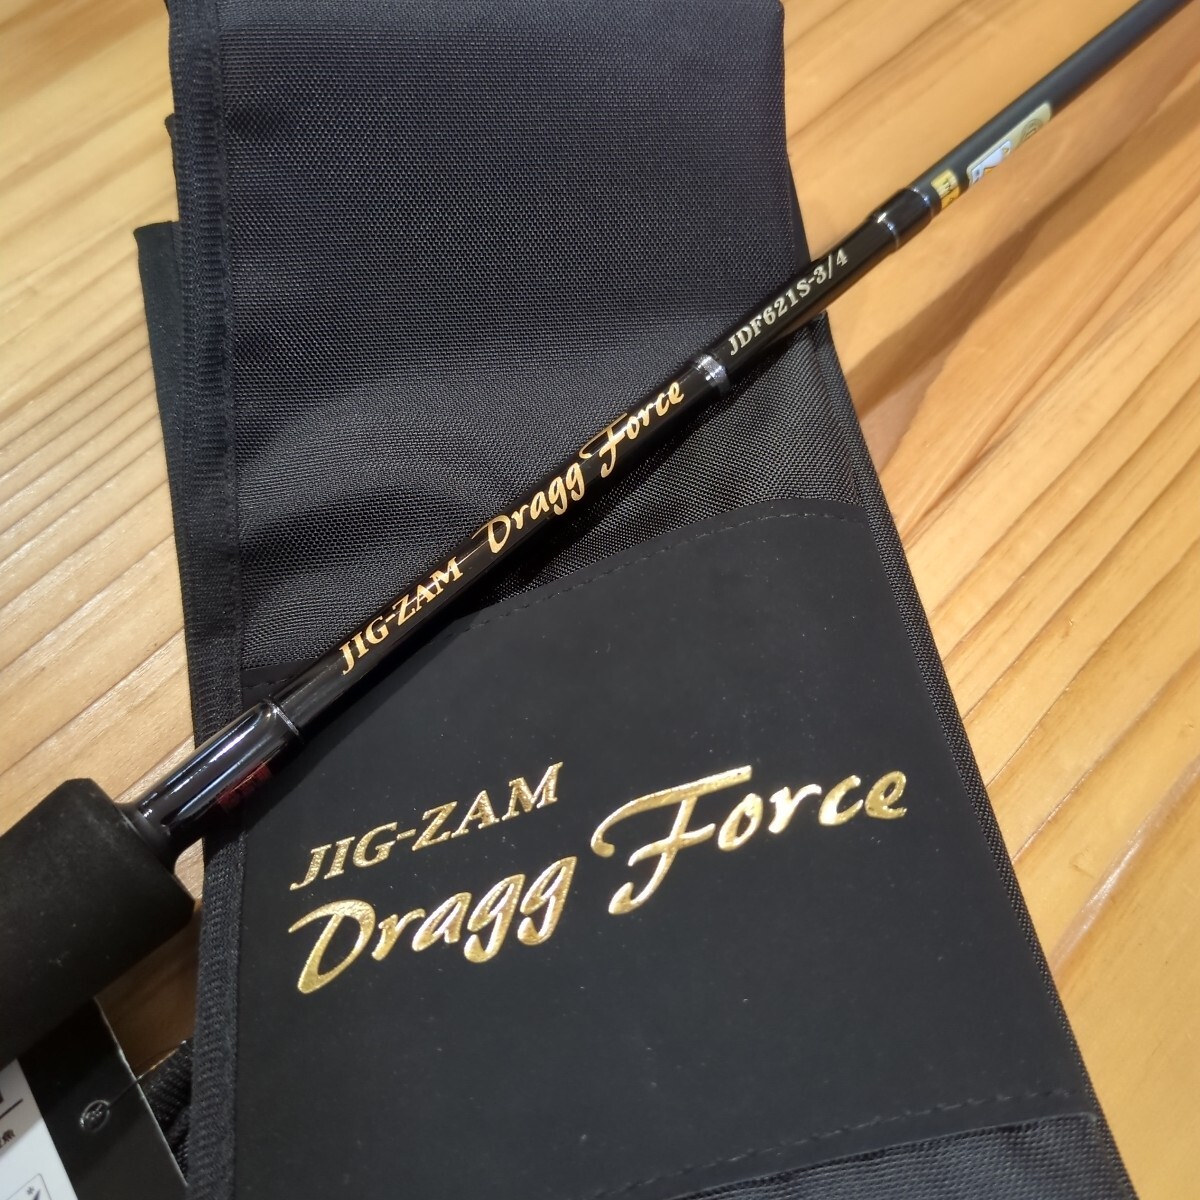 JDF621S-3/4
JIG-ZAM Dragg Force
JIG-ZAM
Dragg Force